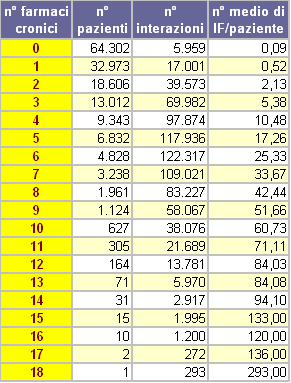 n° farmaci cronici n° pazienti n° interazioni n° medio di IF/paziente
0 64.302 5.959 0,09
1 32.973 17.001 0,52
2 18.606 39.573 2,13
3 13.012 69.982 5,38
4 9.343 97.874 10,48
5 6.832 117.936 17,26
6 4.828 122.317 25,33
7 3.238 109.021 33,67
8 1.961 83.227 42,44
9 1.124 58.067 51,66
10 627 38.076 60,73
11 305 21.689 71,11
12 164 13.781 84,03
13 71 5.970 84,08
14 31 2.917 94,10
15 15 1.995 133,00
16 10 1.200 120,00
17 2 272 136,00
18 1 293 293,00